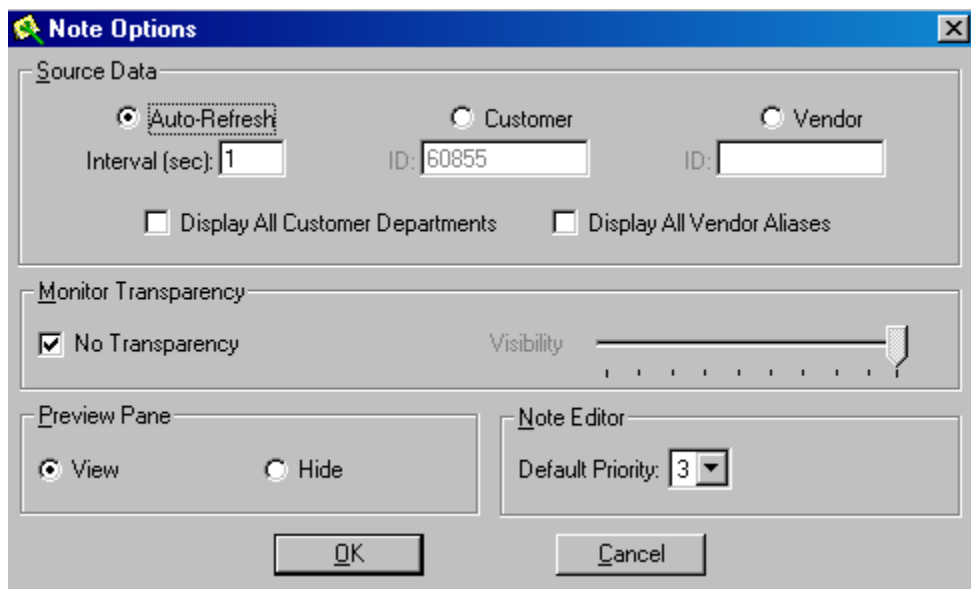 Note Options
Source Data
Auto-Refresh Customer Vendor
Interval (sec): 1 ID: 60855 ID:
Display All Customer Departments Display All Vendor Aliases
Monitor Transparency
No Transparency Visibility
Preview Pane Note Editor
View Hide Default Priority: 3
OK Cancel